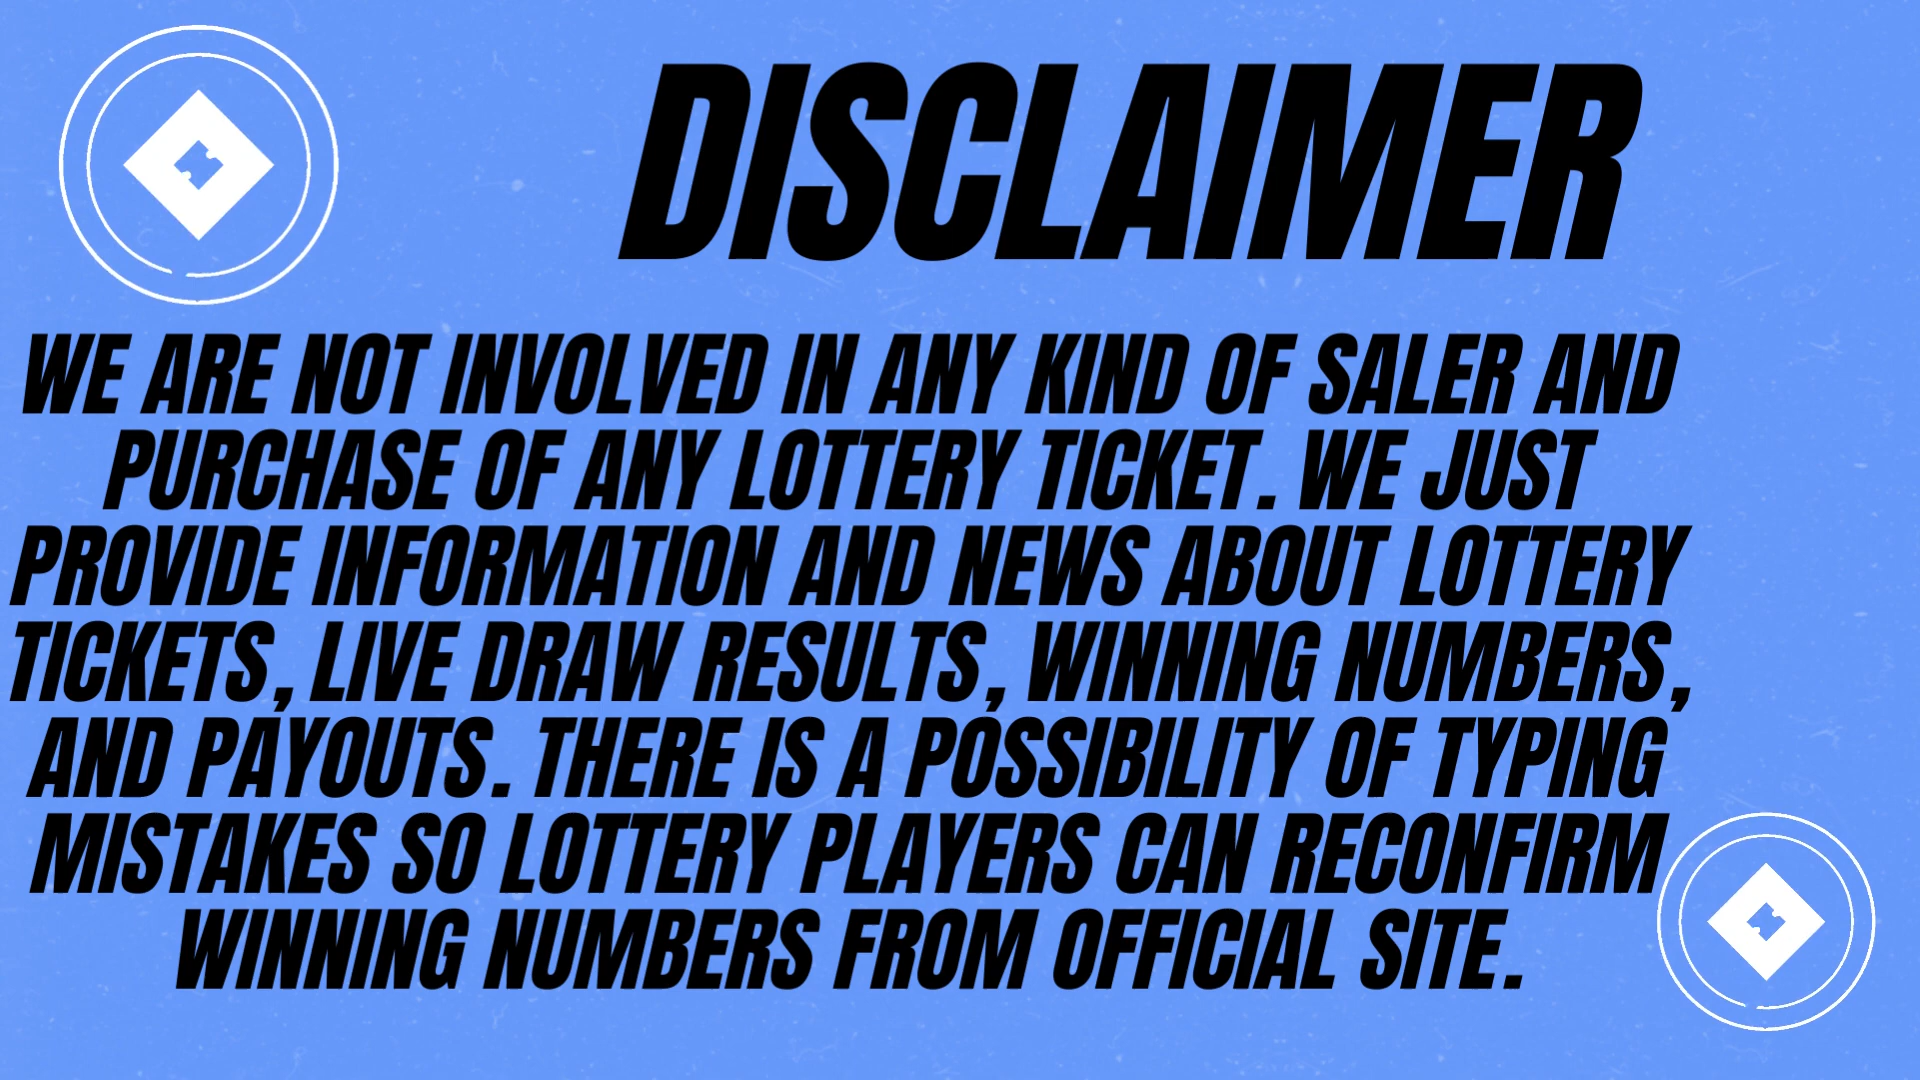 DISCLAIMER
WE ARE NOT INVOLVED IN ANY KIND OF SALER AND
PURCHASE OF ANY LOTTERY TICKET. WE JUST
PROVIDE INFORMATION AND NEWS ABOUT LOTTERY
TICKETS, LIVE DRAW RESULTS, WINNING NUMBERS,
AND PAYOUTS. THERE IS A POSSIBILITY OF TYPING
MISTAKES SO LOTTERY PLAYERS CAN RECONFIRM
WINNING NUMBERS FROM OFFICIAL SITE.